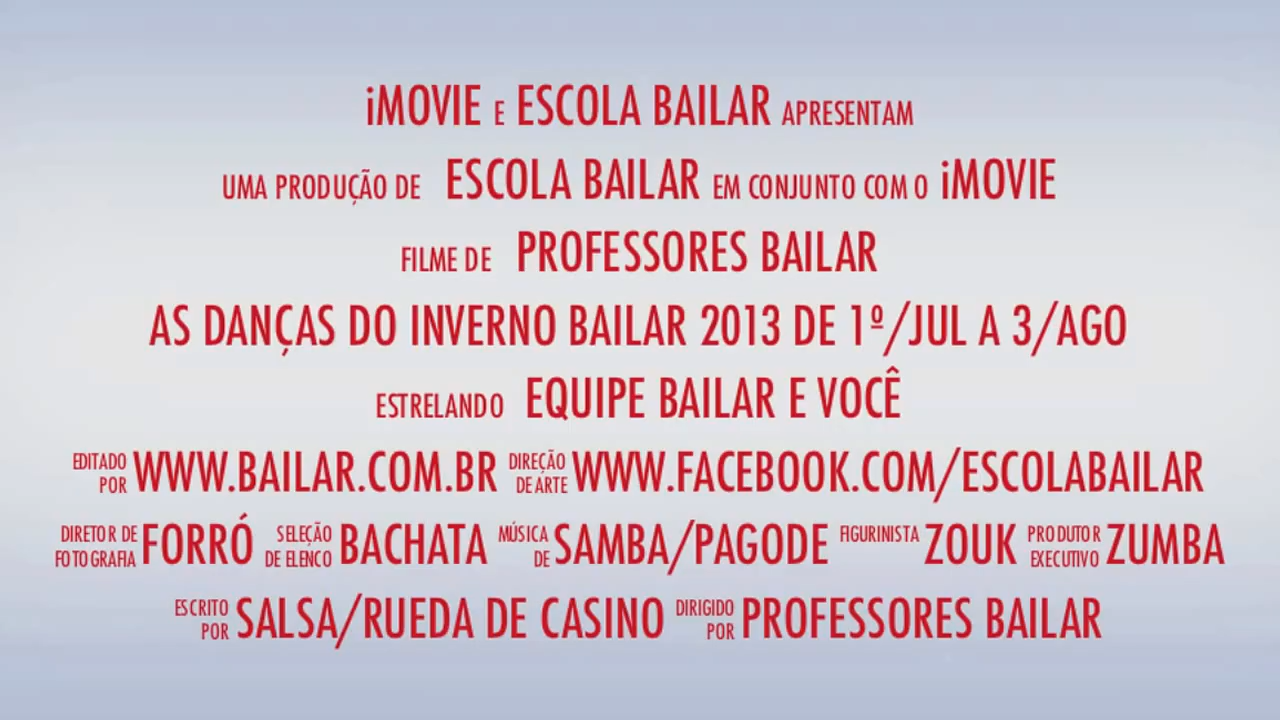 iMOVIE E ESCOLA BAILAR APRESENTAM
UMA PRODUÇÃO DE ESCOLA BAILAR EM CONJUNTO COM O iMOVIE
FILME DE PROFESSORES BAILAR
AS DANÇAS DO INVERNO BAILAR 2013 DE 1º/JUL A 3/AGO
ESTRELANDO EQUIPE BAILAR E VOCÊ
EDITADO POR WWW.BAILAR.COM.BR DIREÇÃO DE ARTE WWW.FACEBOOK.COM/ESCOLABAILAR
DIRETOR DE FOTOGRAFIA FORRÓ SELEÇÃO DE ELENCO BACHATA MÚSICA DE SAMBA/PAGODE FIGURINISTA ZOUK PRODUTOR EXECUTIVO ZUMBA
ESCRITO POR SALSA/RUEDA DE CASINO DIRIGIDO POR PROFESSORES BAILAR